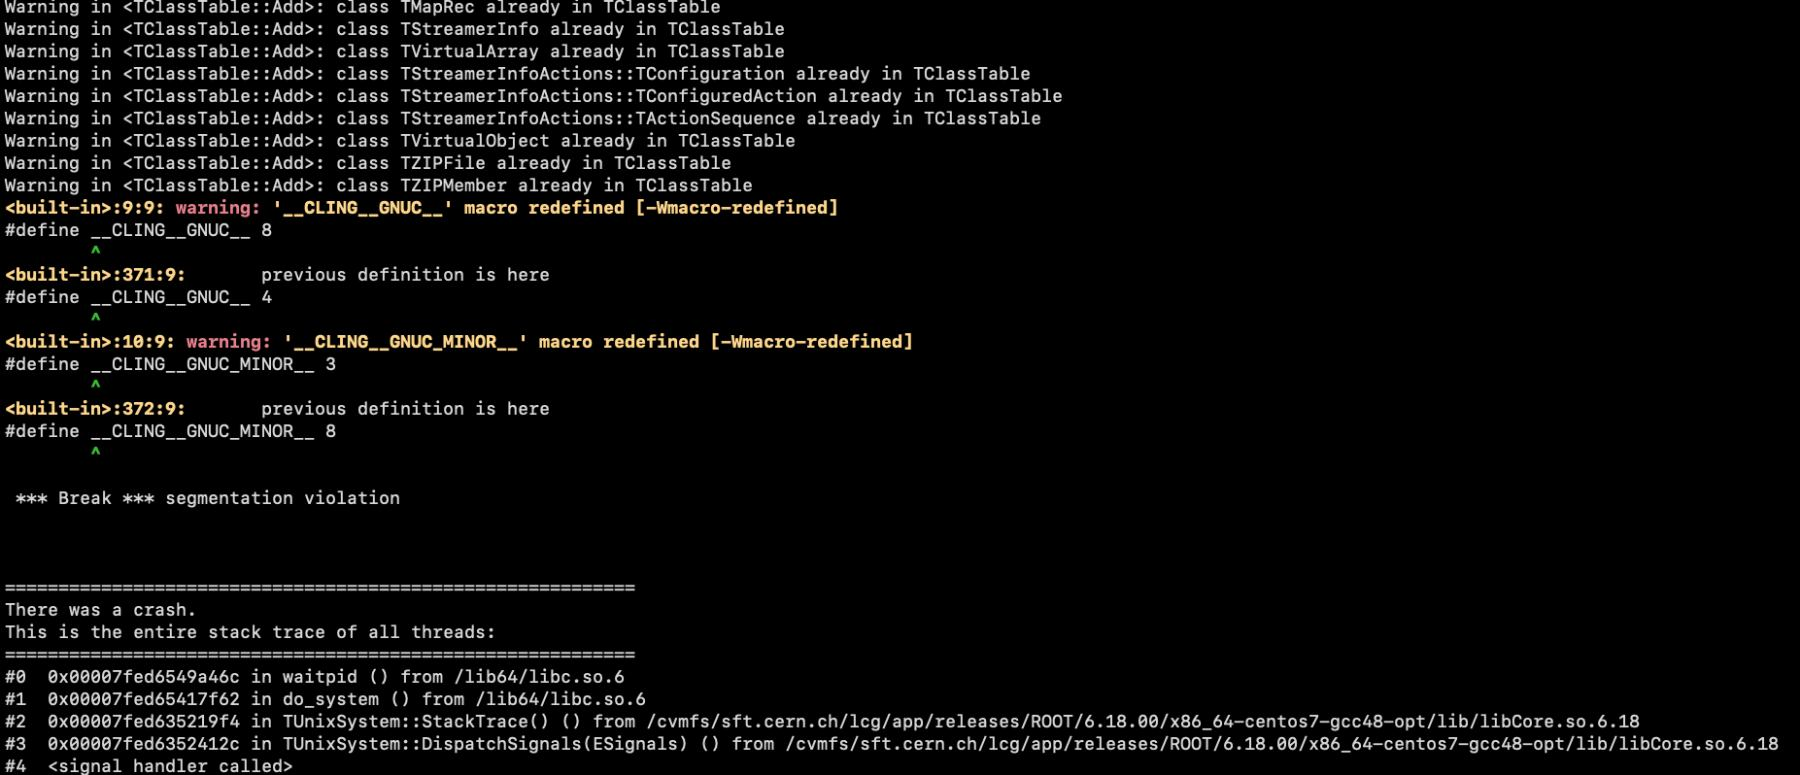 Warning in <TClassTable::Add>: class TMapRec already in TClassTable
Warning in <TClassTable::Add>: class TStreamerInfo already in TClassTable
Warning in <TClassTable::Add>: class TVirtualArray already in TClassTable
Warning in <TClassTable::Add>: class TStreamerInfoActions::TConfiguration already in TClassTable
Warning in <TClassTable::Add>: class TStreamerInfoActions::TConfiguredAction already in TClassTable
Warning in <TClassTable::Add>: class TStreamerInfoActions::TActionSequence already in TClassTable
Warning in <TClassTable::Add>: class TVirtualObject already in TClassTable
Warning in <TClassTable::Add>: class TZIPFile already in TClassTable
Warning in <TClassTable::Add>: class TZIPMember already in TClassTable
<built-in>:9:9: warning: '__CLING__GNUC__' macro redefined [-Wmacro-redefined]
#define __CLING__GNUC__ 8
^
<built-in>:371:9: previous definition is here
#define __CLING__GNUC__ 4
^
<built-in>:10:9: warning: '__CLING__GNUC_MINOR__' macro redefined [-Wmacro-redefined]
#define __CLING__GNUC_MINOR__ 3
^
<built-in>:372:9: previous definition is here
#define __CLING__GNUC_MINOR__ 8
^
*** Break *** segmentation violation
===========================================================
There was a crash.
This is the entire stack trace of all threads:
===========================================================
#0 0x00007fed6549a46c in waitpid () from /lib64/libc.so.6
#1 0x00007fed65417f62 in do_system () from /lib64/libc.so.6
#2 0x00007fed635219f4 in TUnixSystem::StackTrace() () from /cvmfs/sft.cern.ch/lcg/app/releases/ROOT/6.18.00/x86_64-centos7-gcc48-opt/lib/libCore.so.6.18
#3 0x00007fed6352412c in TUnixSystem::DispatchSignals(ESignals) () from /cvmfs/sft.cern.ch/lcg/app/releases/ROOT/6.18.00/x86_64-centos7-gcc48-opt/lib/libCore.so.6.18
#4 <signal handler called>